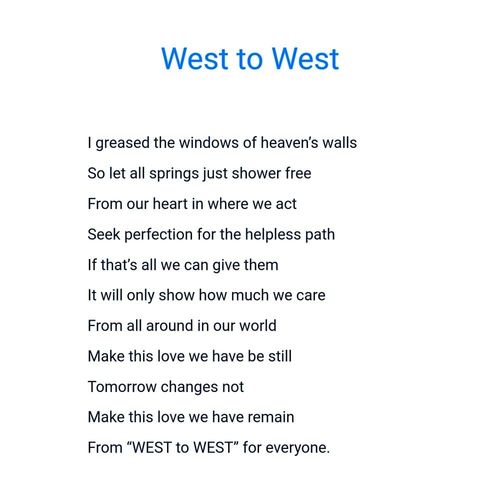 West to West
I greased the windows of heaven’s walls
So let all springs just shower free
From our heart in where we act
Seek perfection for the helpless path
If that’s all we can give them
It will only show how much we care
From all around in our world
Make this love we have be still
Tomorrow changes not
Make this love we have remain
From “WEST to WEST” for everyone.